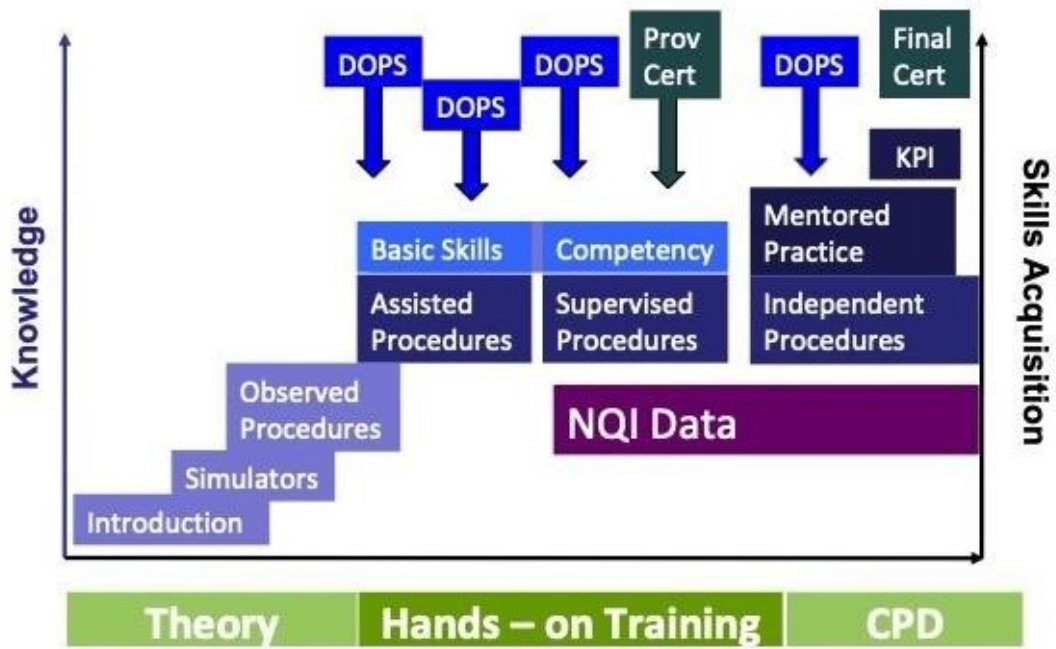 DOPS
DOPS
DOPS
Prov
Cert
DOPS
Final
Cert
KPI
Knowledge
Skills Acquisition
Basic Skills
Competency
Mentored
Practice
Assisted
Procedures
Supervised
Procedures
Independent
Procedures
Observed
Procedures
NQI Data
Simulators
Introduction
Theory
Hands – on Training
CPD